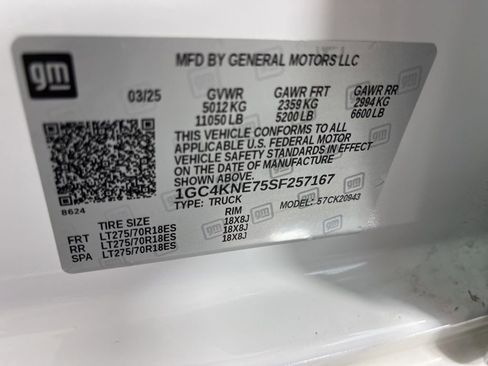 gm
MFD BY GENERAL MOTORS LLC
03/25 GVWR GAWR FRT GAWR RR
5012 KG 2359 KG 2994 KG
11050 LB 5200 LB 6600 LB
THIS VEHICLE CONFORMS TO ALL
APPLICABLE U.S. FEDERAL MOTOR
VEHICLE SAFETY STANDARDS IN EFFECT
ON THE DATE OF MANUFACTURE
1GC4KNE75SF257167
B624 TYPE: TRUCK MODEL: 57CK20943
TIRE SIZE RIM
FRT LT275/70R18ES 18X8J
RR LT275/70R18ES 18X8J
SPA LT275/70R18ES 18X8J